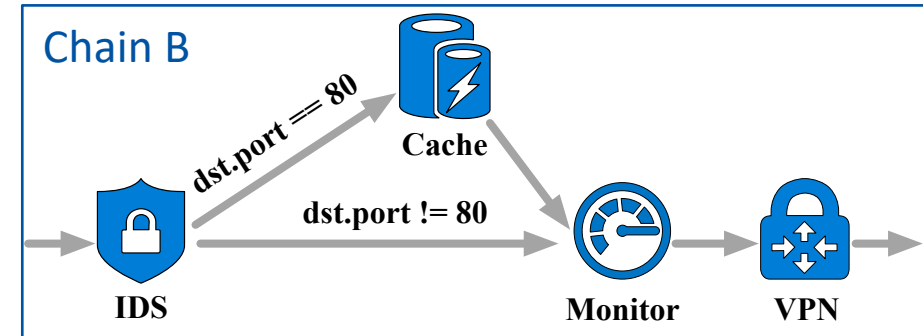 Chain B
dst.port == 80
Cache
dst.port != 80
IDS
Monitor
VPN